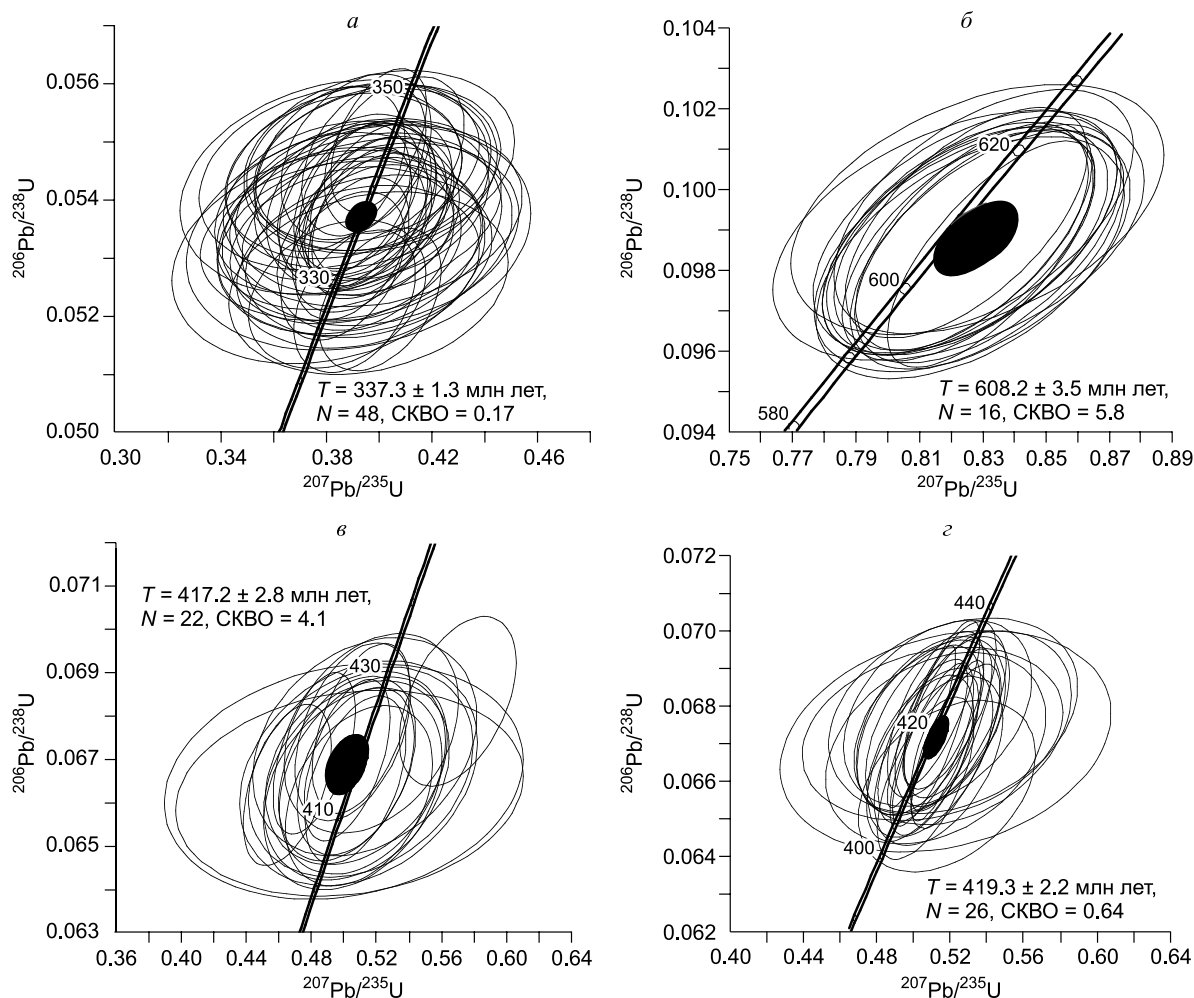 а
0.057
0.056
0.054
0.052
0.050
350
330
T = 337.3 ± 1.3 млн лет,
N = 48, СКВО = 0.17
0.30 0.34 0.38 0.42 0.46
206Pb/238U
207Pb/235U
б
0.104
0.102
0.100
0.098
0.096
0.094
620
600
580
T = 608.2 ± 3.5 млн лет,
N = 16, СКВО = 5.8
0.75 0.77 0.79 0.81 0.83 0.85 0.87 0.89
206Pb/238U
207Pb/235U
в
0.071
0.069
0.067
0.065
0.063
T = 417.2 ± 2.8 млн лет,
N = 22, СКВО = 4.1
430
410
0.36 0.40 0.44 0.48 0.52 0.56 0.60 0.64
206Pb/238U
207Pb/235U
г
0.072
0.070
0.068
0.066
0.064
0.062
440
420
400
T = 419.3 ± 2.2 млн лет,
N = 26, СКВО = 0.64
0.40 0.44 0.48 0.52 0.56 0.60 0.64
206Pb/238U
207Pb/235U